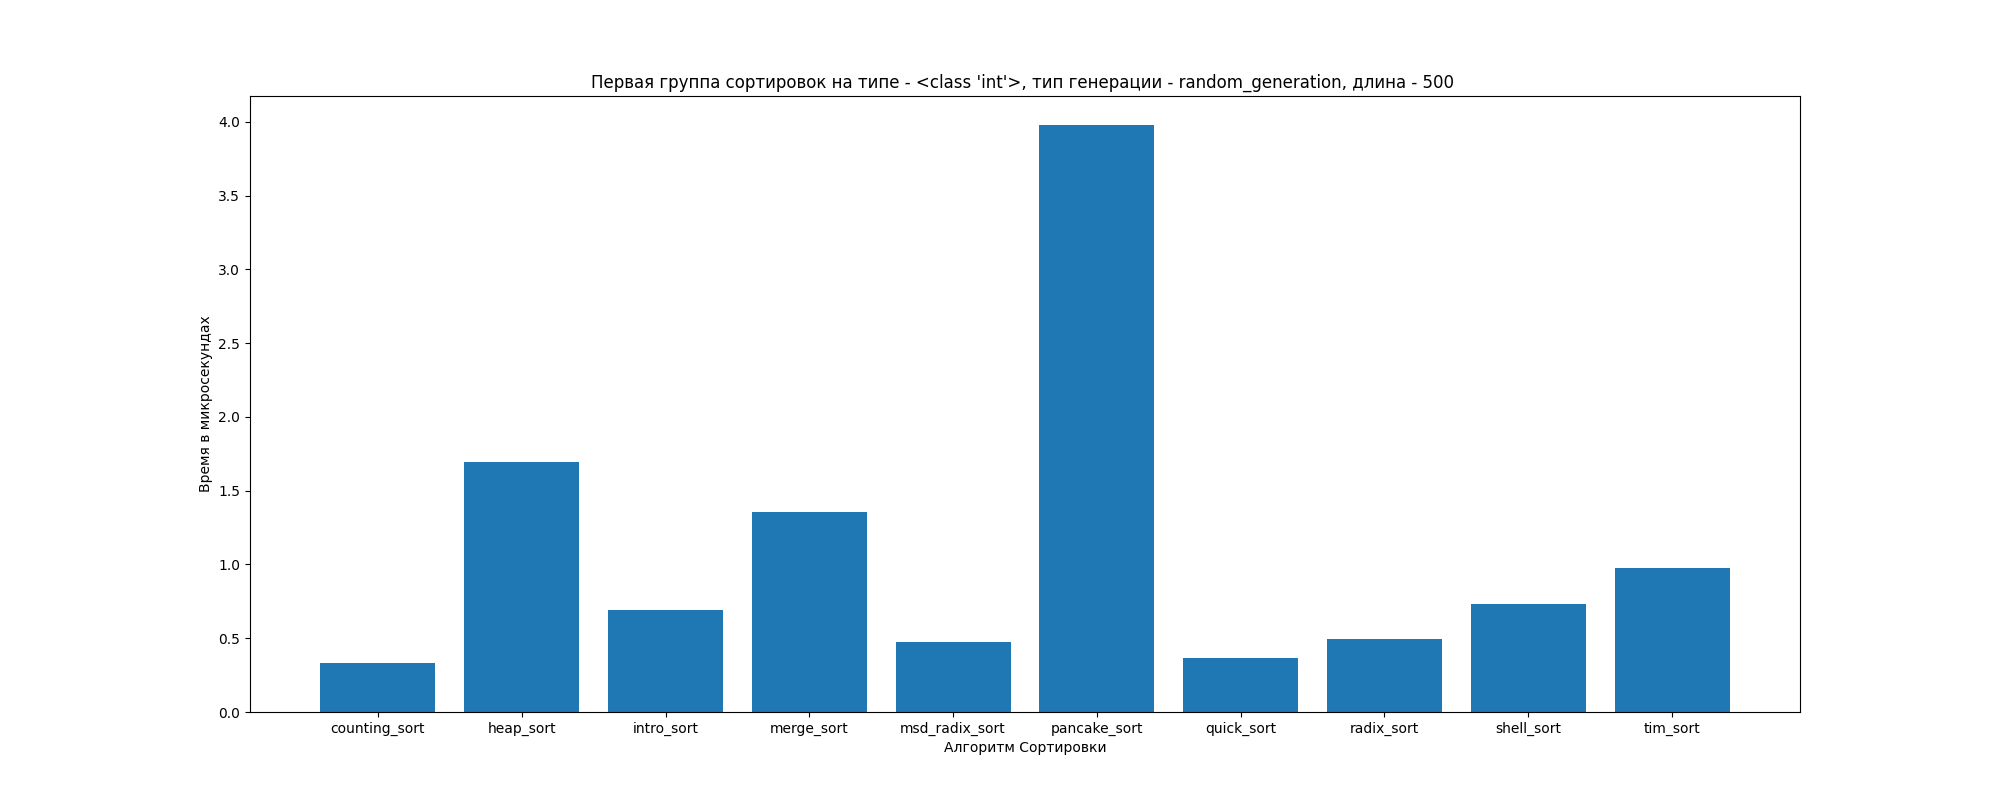 Первая группа сортировок на типе - <class 'int'>, тип генерации - random_generation, длина - 500
Время в микросекундах
4.0
3.5
3.0
2.5
2.0
1.5
1.0
0.5
0.0
counting_sort heap_sort intro_sort merge_sort msd_radix_sort pancake_sort quick_sort radix_sort shell_sort tim_sort
Алгоритм Сортировки